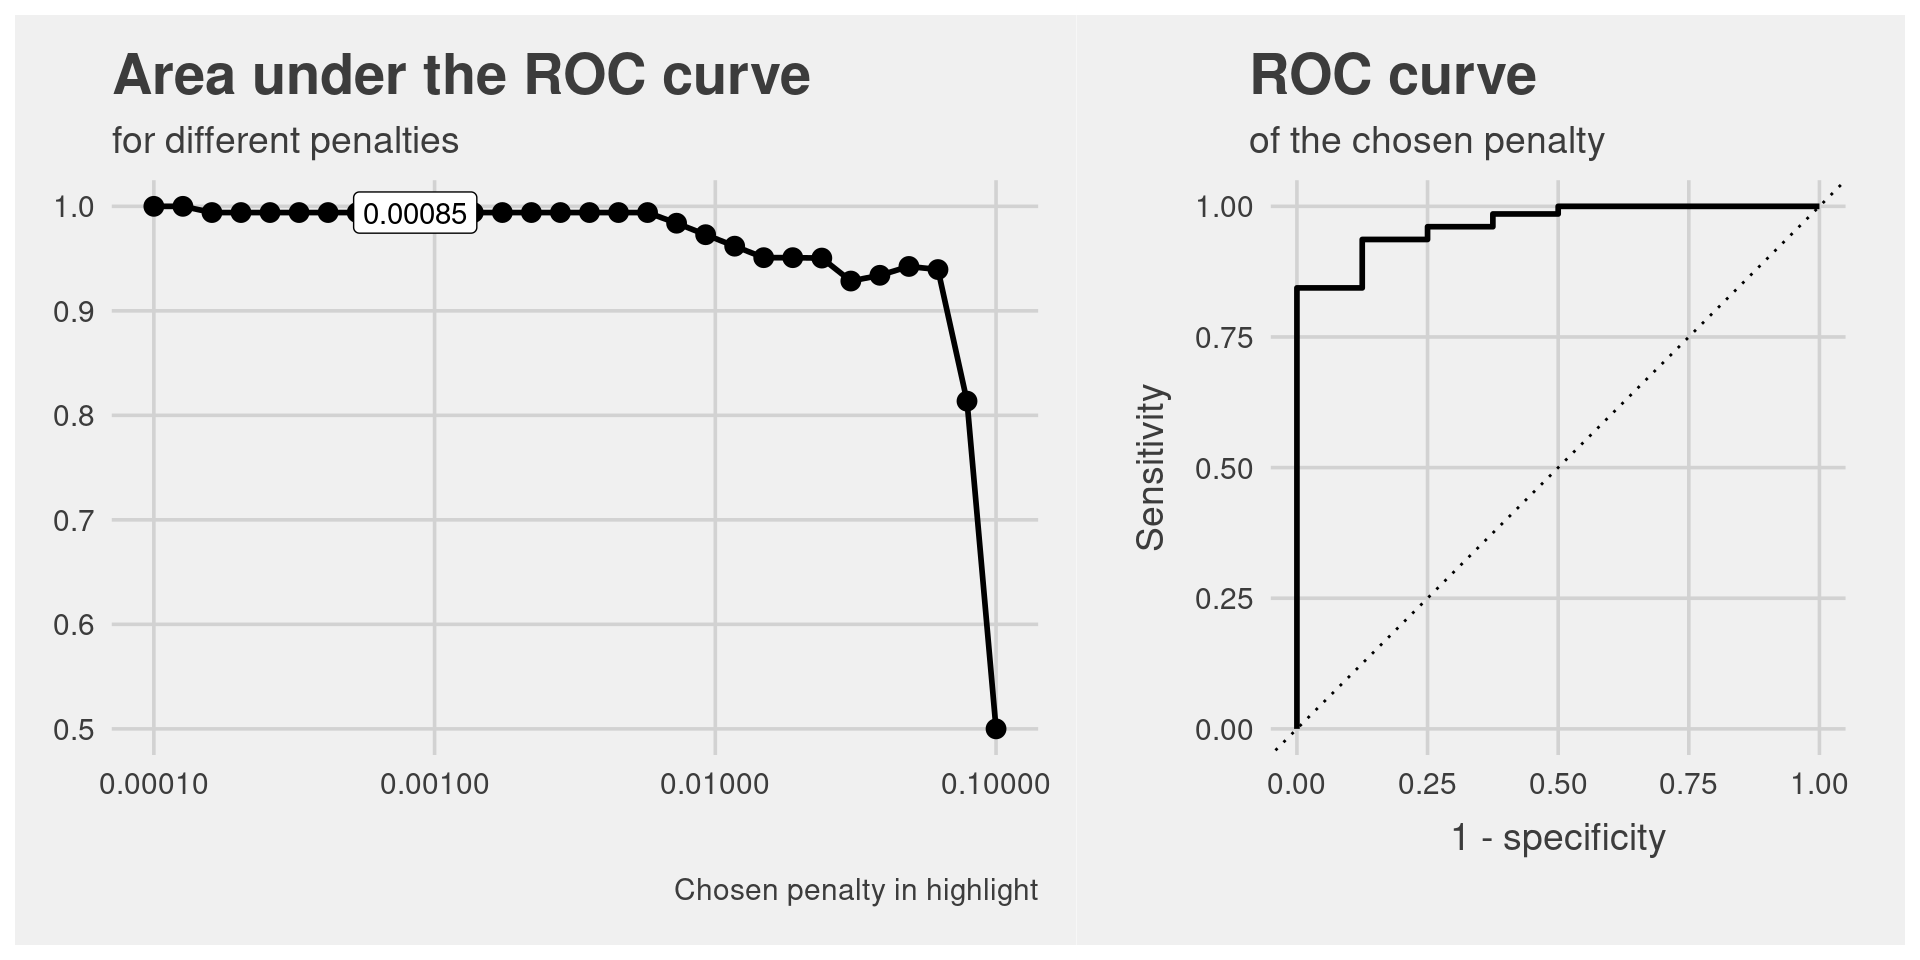 Area under the ROC curve
for different penalties
1.0
0.9
0.8
0.7
0.6
0.5
0.00085
0.00010 0.00100 0.01000 0.10000
Chosen penalty in highlight
ROC curve
of the chosen penalty
Sensitivity
1.00
0.75
0.50
0.25
0.00
0.00 0.25 0.50 0.75 1.00
1 - specificity